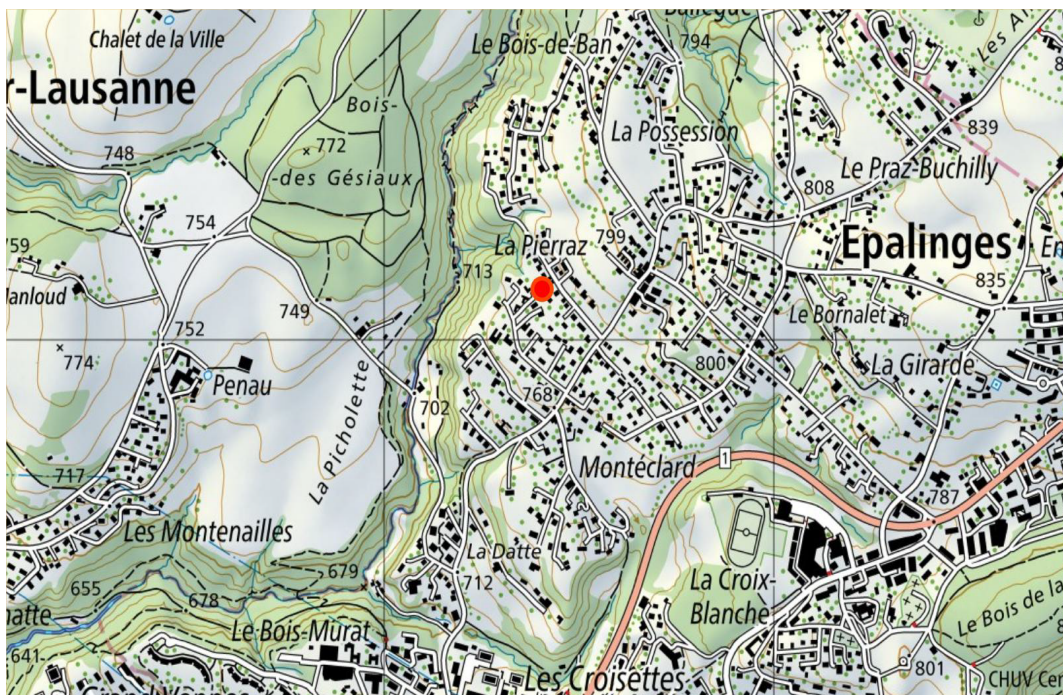 Chalet de la Ville
Le Bois-de-Ban
794
r-Lausanne
Bois-
-des Gésiaux
772
La Possession
839
Les
748
Le Praz-Buchilly
808
754
La Pierraz
799
Epalinges
759
713
835
749
Le Bornalet
752
774
Penau
La Girarde
800
768
702
La Picholette
717
Montéclard
1
787
Les Montenailles
La Datte
679
712
La Croix-
Blanche
655
678
Le Bois-Murat
Le Bois de
641
801
Les Croisettes
CHUV